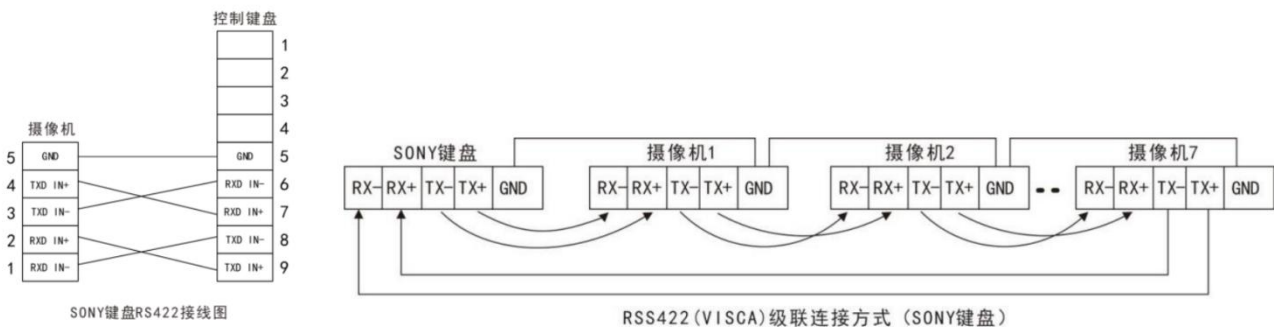 控制键盘
1
2
3
4
摄像机
5 GND GND 5
4 TXD IN+ RXD IN- 6
3 TXD IN- RXD IN+ 7
2 RXD IN+ TXD IN- 8
1 RXD IN- TXD IN+ 9
SONY键盘RS422接线图
SONY键盘 摄像机1 摄像机2 摄像机7
RX- RX+ TX- TX+ GND RX- RX+ TX- TX+ GND RX- RX+ TX- TX+ GND -- RX- RX+ TX- TX+ GND
RSS422(VISCA)级联连接方式（SONY键盘）